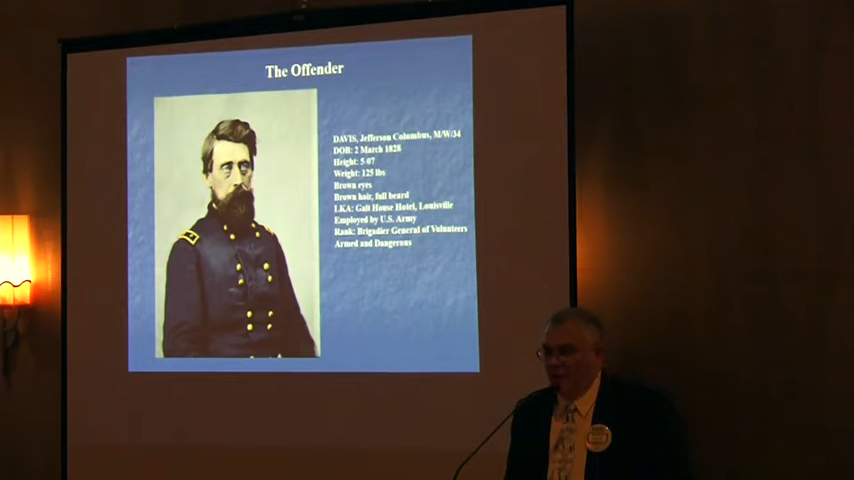 The Offender
DAVIS, Jefferson Columbus, M/W/34
DOB: 2 March 1828
Height: 5-07
Weight: 125 lbs
Brown eyes
Brown hair, full beard
LKA: Galt House Hotel, Louisville
Employed by U.S. Army
Rank: Brigadier General of Volunteers
Armed and Dangerous